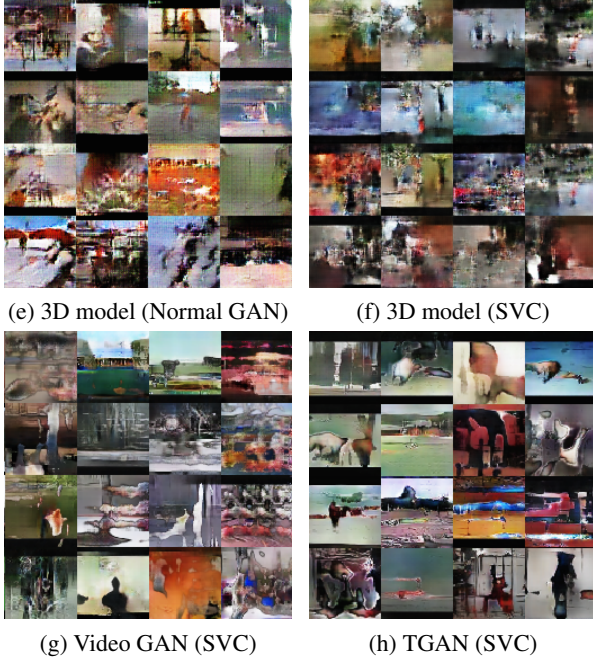 (e) 3D model (Normal GAN)
(f) 3D model (SVC)
(g) Video GAN (SVC)
(h) TGAN (SVC)